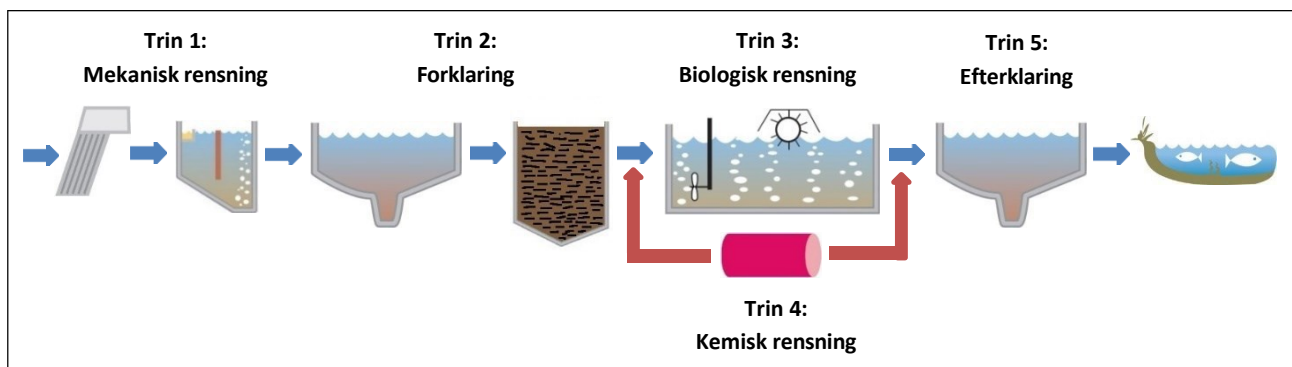 Trin 1:
Mekanisk rensning
Trin 2:
Forklaring
Trin 3:
Biologisk rensning
Trin 5:
Efterklaring
Trin 4:
Kemisk rensning